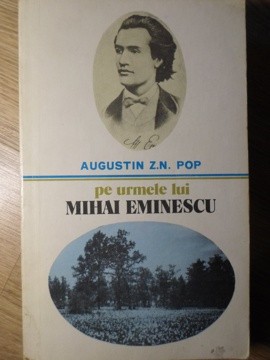 AUGUSTIN Z.N. POP
pe urmele lui
MIHAI EMINESCU